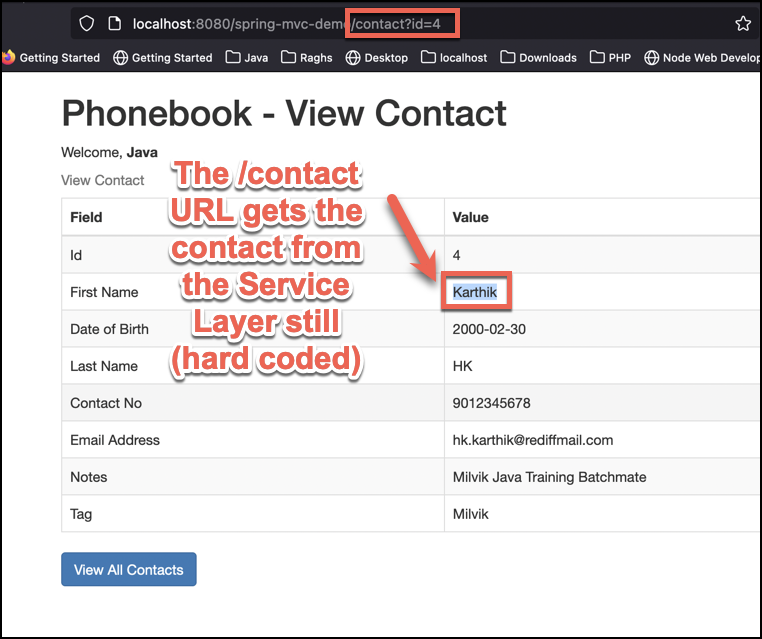 localhost:8080/spring-mvc-demo/contact?id=4
Getting Started Getting Started Java Raghs Desktop localhost Downloads PHP Node Web Develop
Phonebook - View Contact
Welcome, Java
View Contact
The /contact
URL gets the
contact from
the Service
Layer still
(hard coded)
Field Value
Id 4
First Name Karthik
Date of Birth 2000-02-30
Last Name HK
Contact No 9012345678
Email Address hk.karthik@rediffmail.com
Notes Milvik Java Training Batchmate
Tag Milvik
View All Contacts